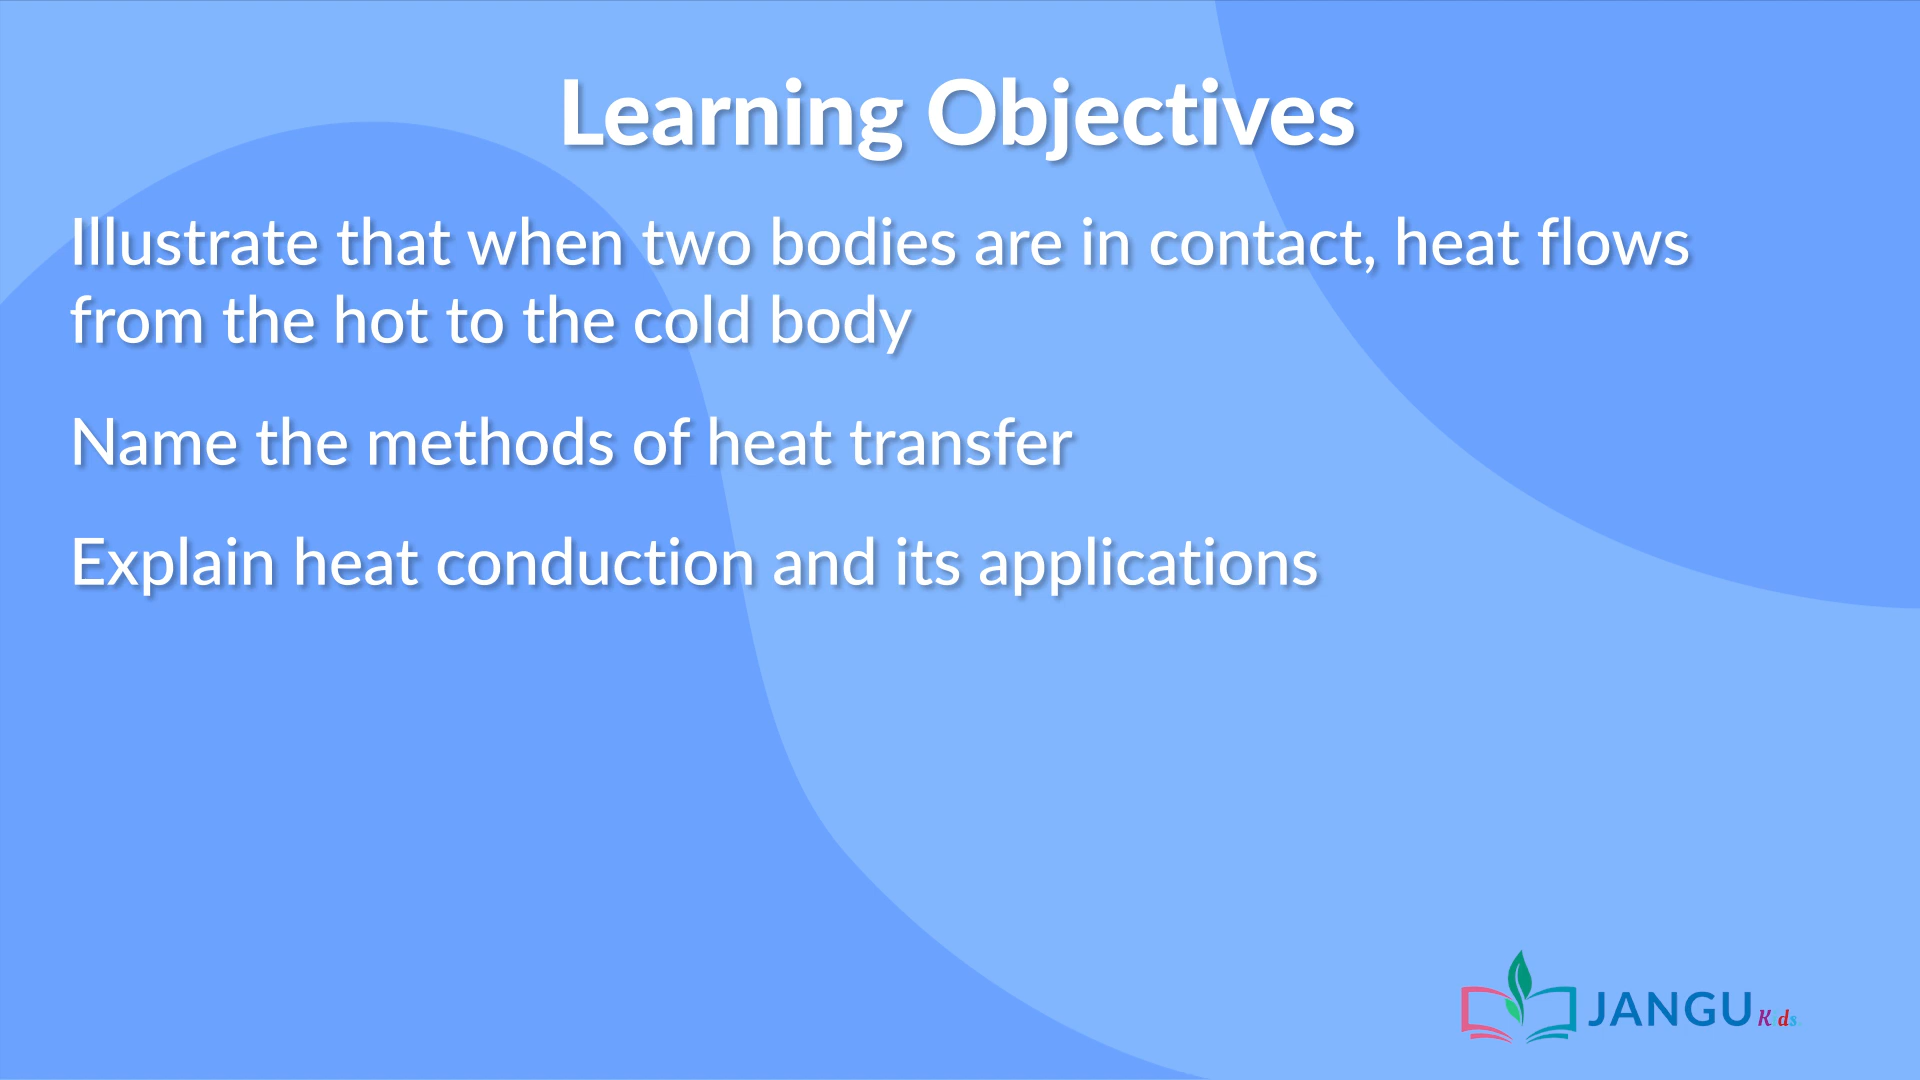 Learning Objectives
Illustrate that when two bodies are in contact, heat flows
from the hot to the cold body
Name the methods of heat transfer
Explain heat conduction and its applications
JANGU Kids